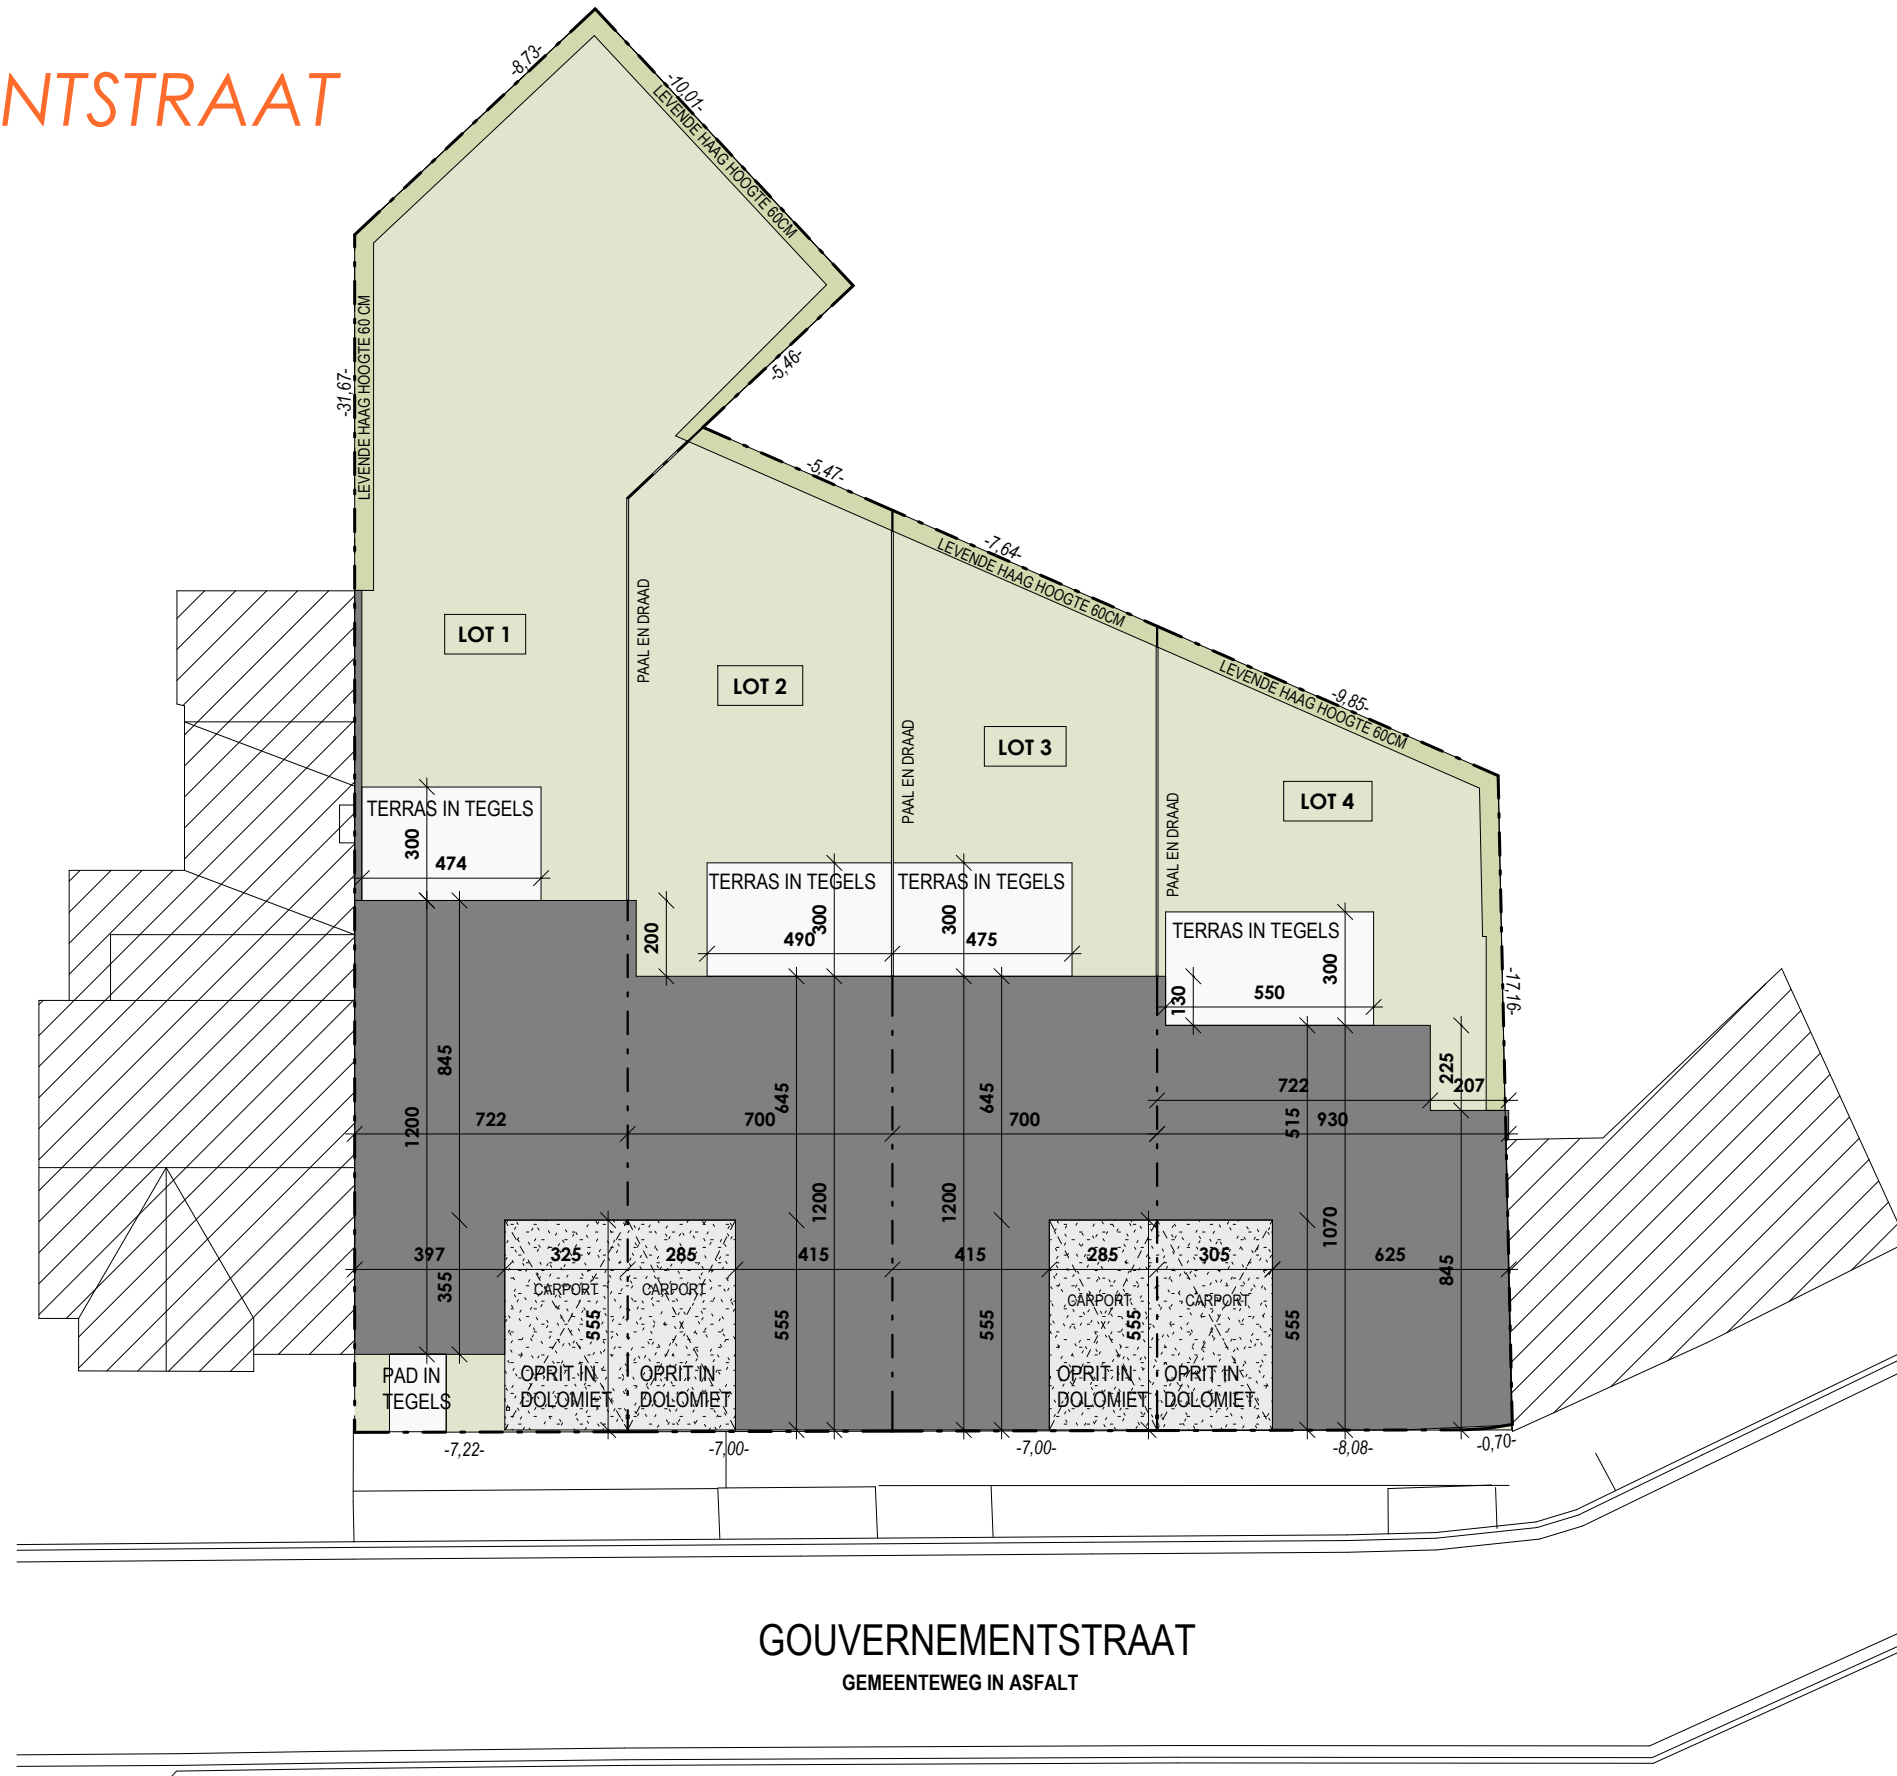 NTSTRAAT
-8,73-
-10,01-
LEVENDE HAAG HOOGTE 60CM
-31,67-
LEVENDE HAAG HOOGTE 60 CM
-5,46-
-5,47-
-7,64-
LEVENDE HAAG HOOGTE 60CM
-9,85-
LEVENDE HAAG HOOGTE 60CM
-17,16-
LOT 1
PAAL EN DRAAD
LOT 2
PAAL EN DRAAD
LOT 3
PAAL EN DRAAD
LOT 4
TERRAS IN TEGELS
300
474
TERRAS IN TEGELS
300
490
TERRAS IN TEGELS
300
475
200
TERRAS IN TEGELS
300
550
130
225
207
845
1200
722
645
700
645
700
722
515
930
1200
1200
1070
845
397
325
285
415
415
285
305
625
355
CARPORT
CARPORT
555
555
555
CARPORT
CARPORT
555
555
PAD IN
TEGELS
OPRIT IN
DOLOMIET
OPRIT IN
DOLOMIET
OPRIT IN
DOLOMIET
OPRIT IN
DOLOMIET
-7,22-
-7,00-
-7,00-
-8,08-
-0,70-
GOUVERNEMENTSTRAAT
GEMEENTEWEG IN ASFALT